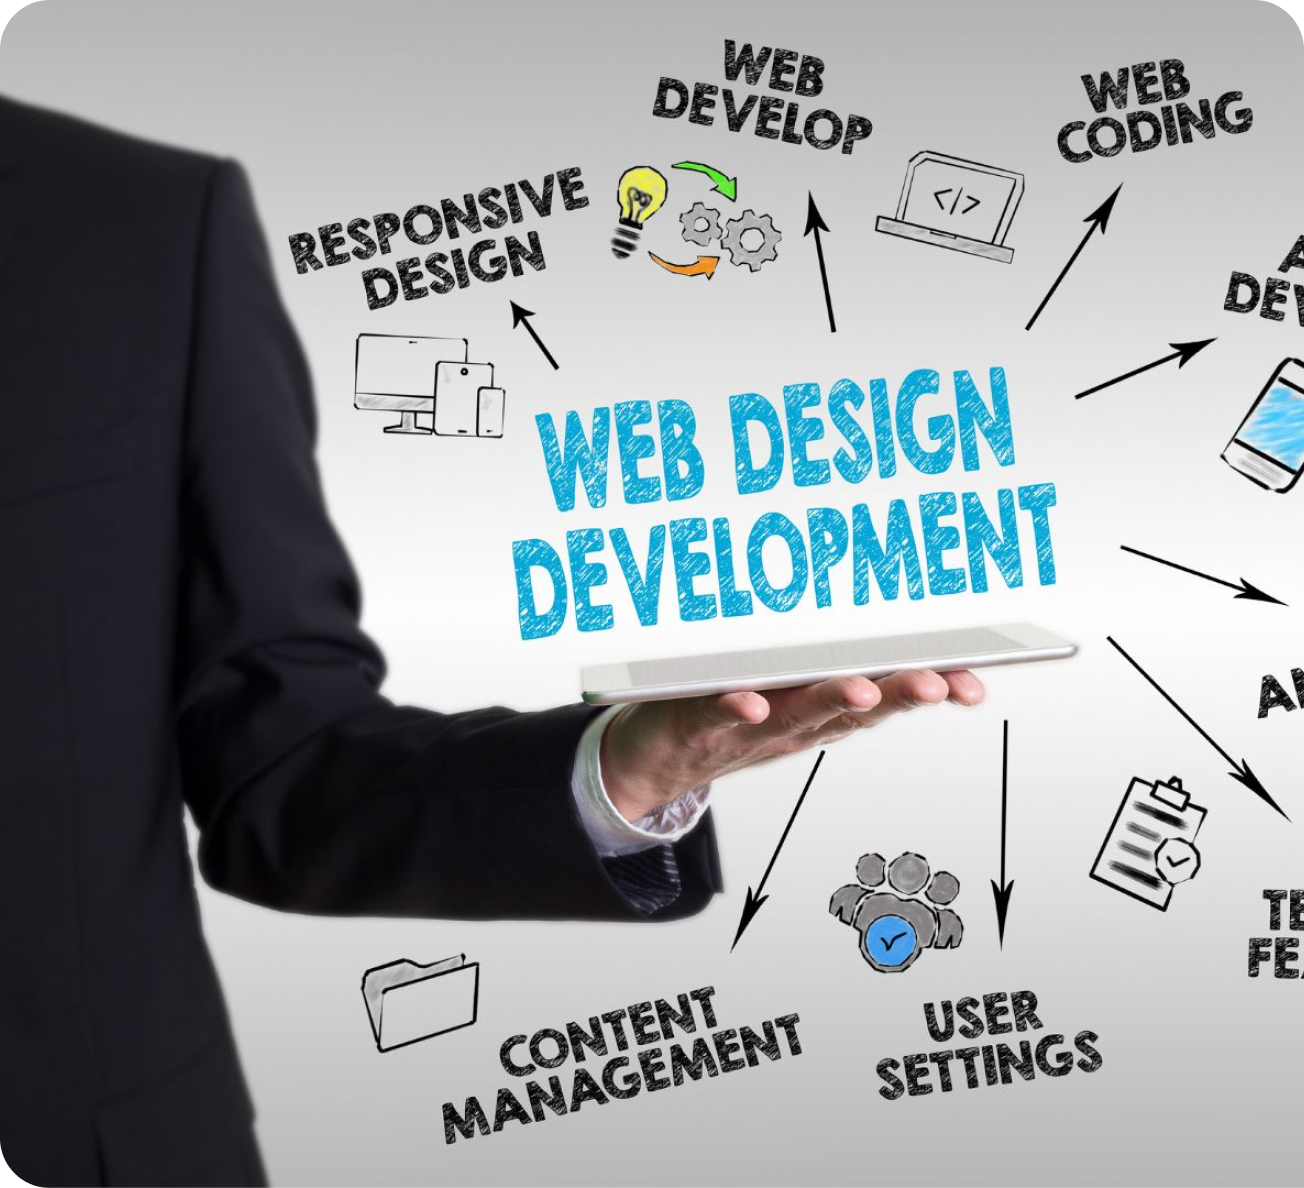 WEB
DEVELOP
WEB
CODING
RESPONSIVE
DESIGN
</>
WEB DESIGN
DEVELOPMENT
CONTENT
MANAGEMENT
USER
SETTINGS